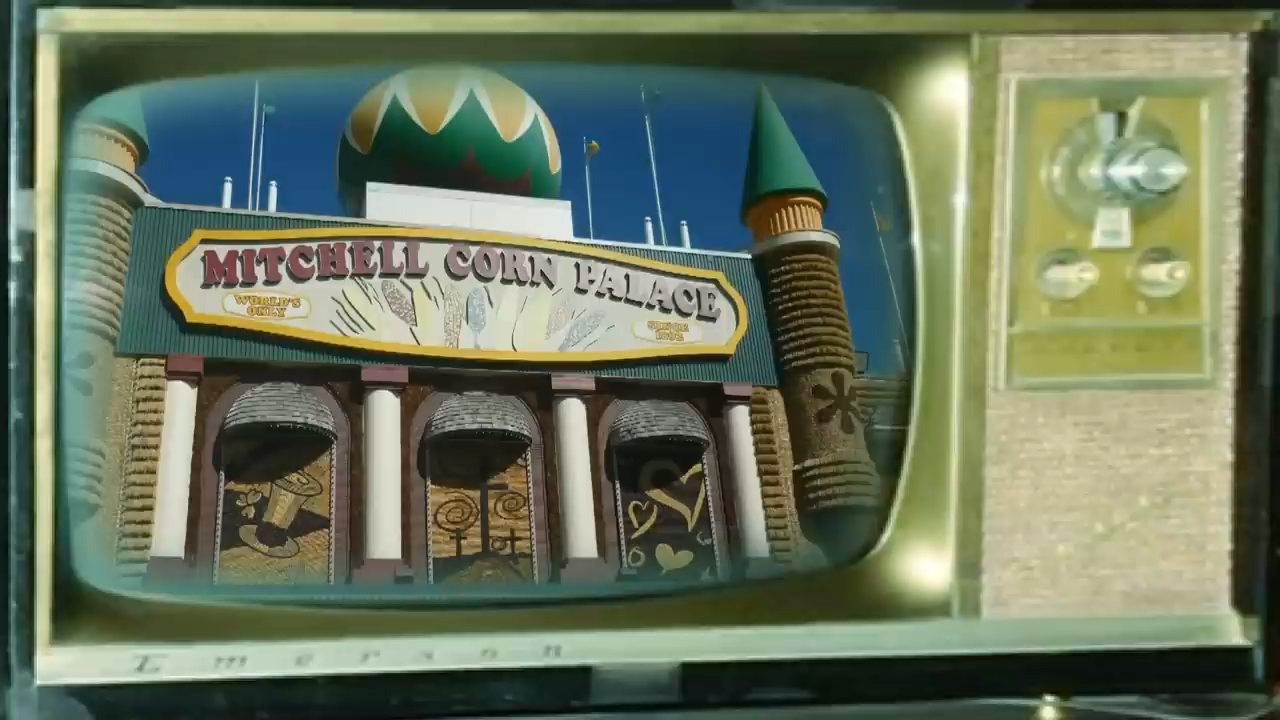 MITCHELL CORN PALACE
WORLD'S
ONLY
SINCE
1892
Emerson